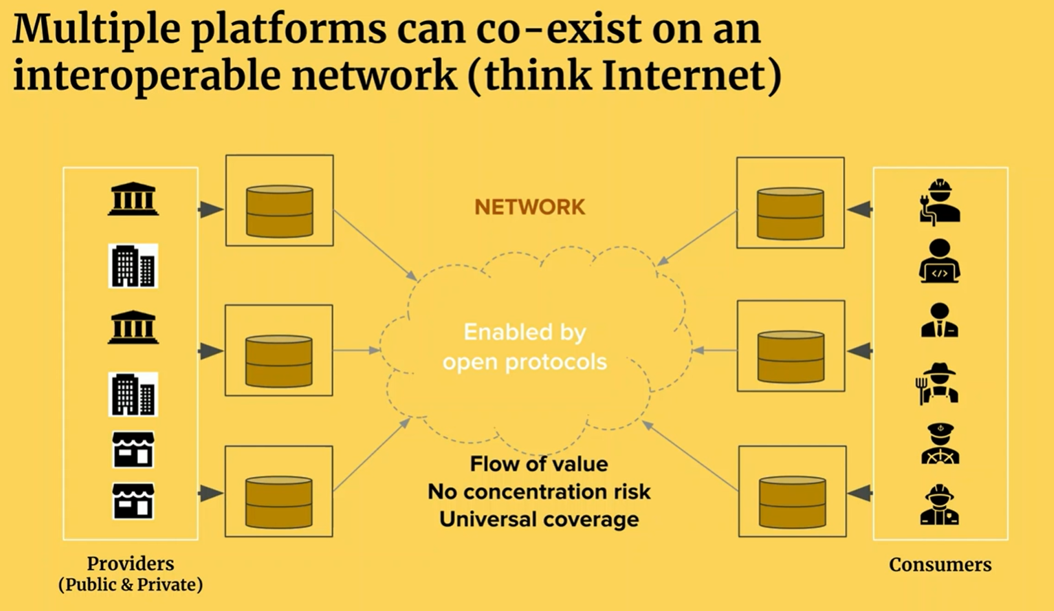 Multiple platforms can co-exist on an
interoperable network (think Internet)
NETWORK
Enabled by
open protocols
Flow of value
No concentration risk
Universal coverage
Providers
(Public & Private)
Consumers